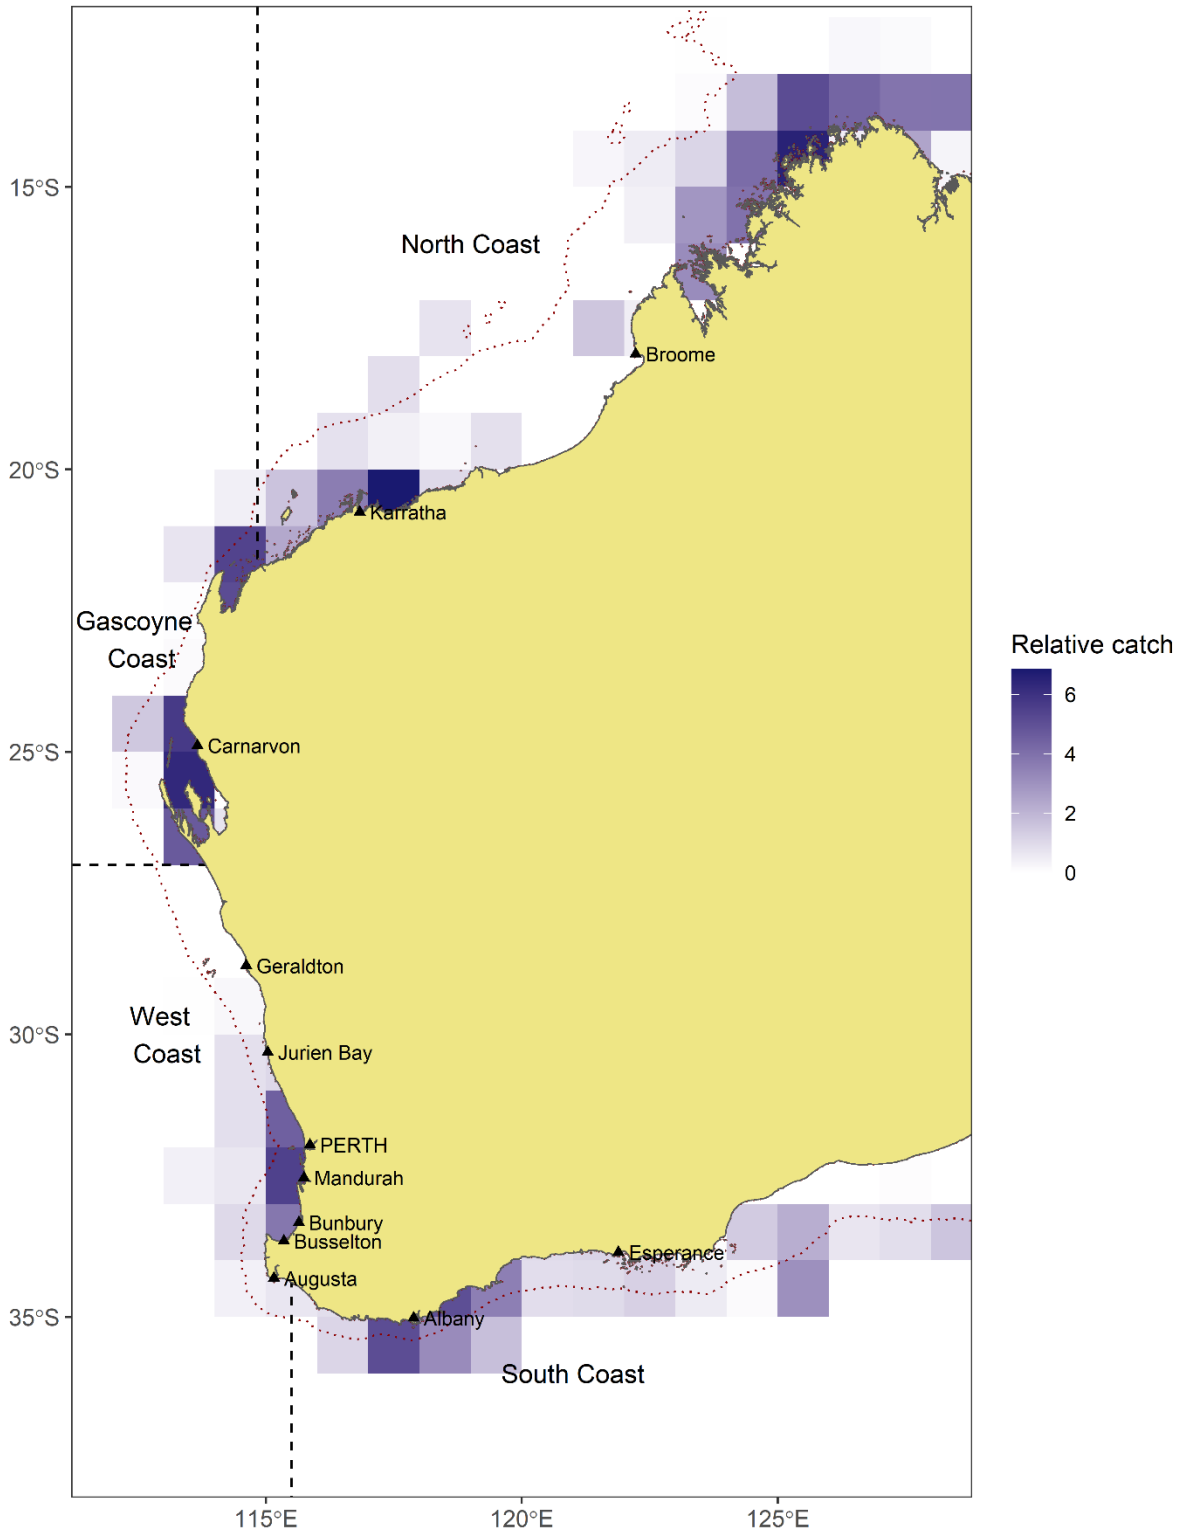 15°S
North Coast
Broome
20°S
Karratha
Gascoyne
Coast
Relative catch
6
4
2
0
25°S
Carnarvon
Geraldton
West
Coast
30°S
Jurien Bay
PERTH
Mandurah
Bunbury
Busselton
Esperance
Augusta
35°S
Albany
South Coast
115°E
120°E
125°E